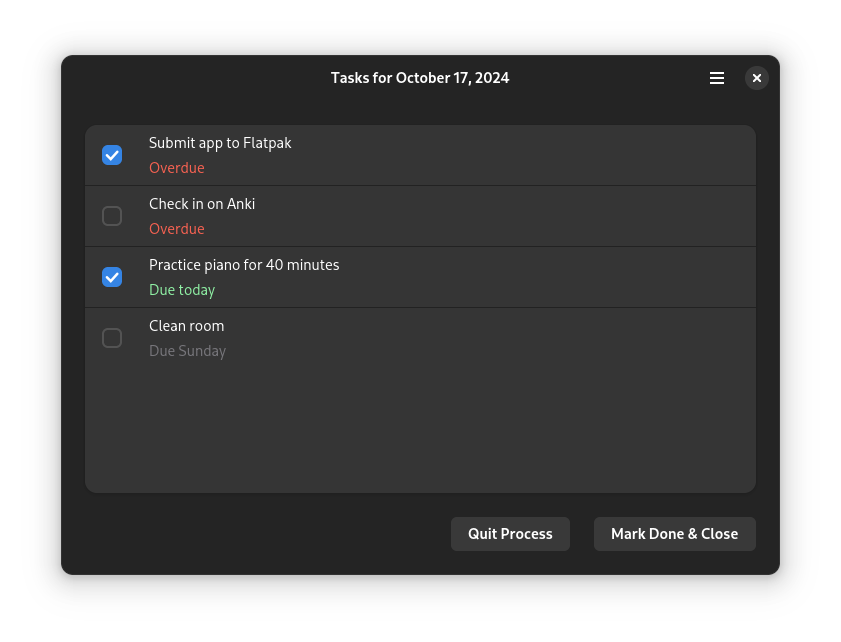 Tasks for October 17, 2024
Submit app to Flatpak
Overdue
Check in on Anki
Overdue
Practice piano for 40 minutes
Due today
Clean room
Due Sunday
Quit Process
Mark Done & Close